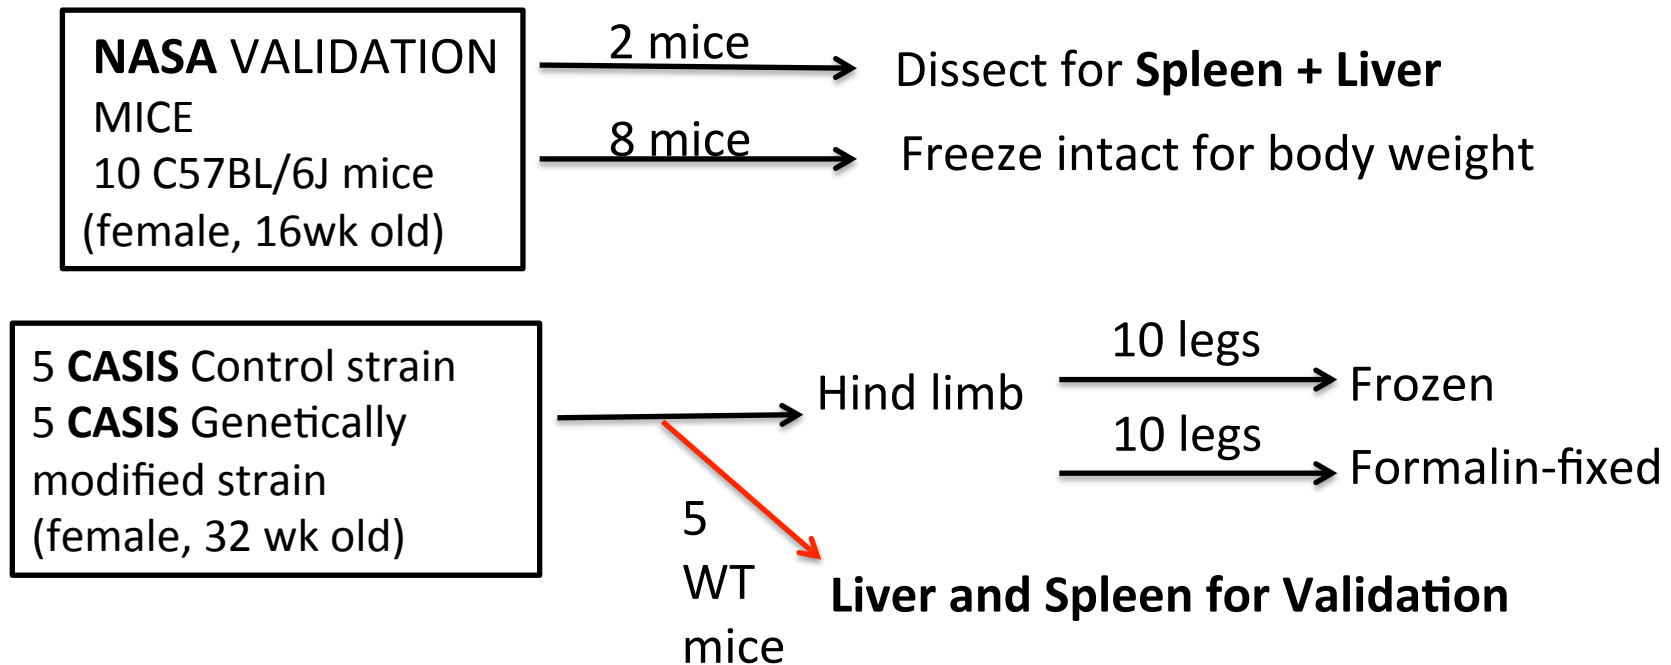 NASA VALIDATION
MICE
10 C57BL/6J mice
(female, 16wk old)
2 mice
Dissect for Spleen + Liver
8 mice
Freeze intact for body weight
5 CASIS Control strain
5 CASIS Genetically
modified strain
(female, 32 wk old)
Hind limb
10 legs
Frozen
10 legs
Formalin-fixed
5
WT
mice
Liver and Spleen for Validation